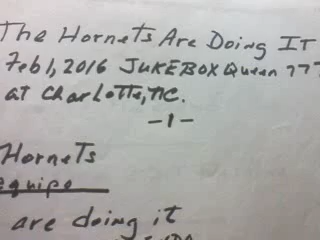 The Hornets Are Doing IT
Feb 1, 2016 JUKEBOX Queen 777
at Charlotte, NC.
-1-
Hornets
equipo
are doing it